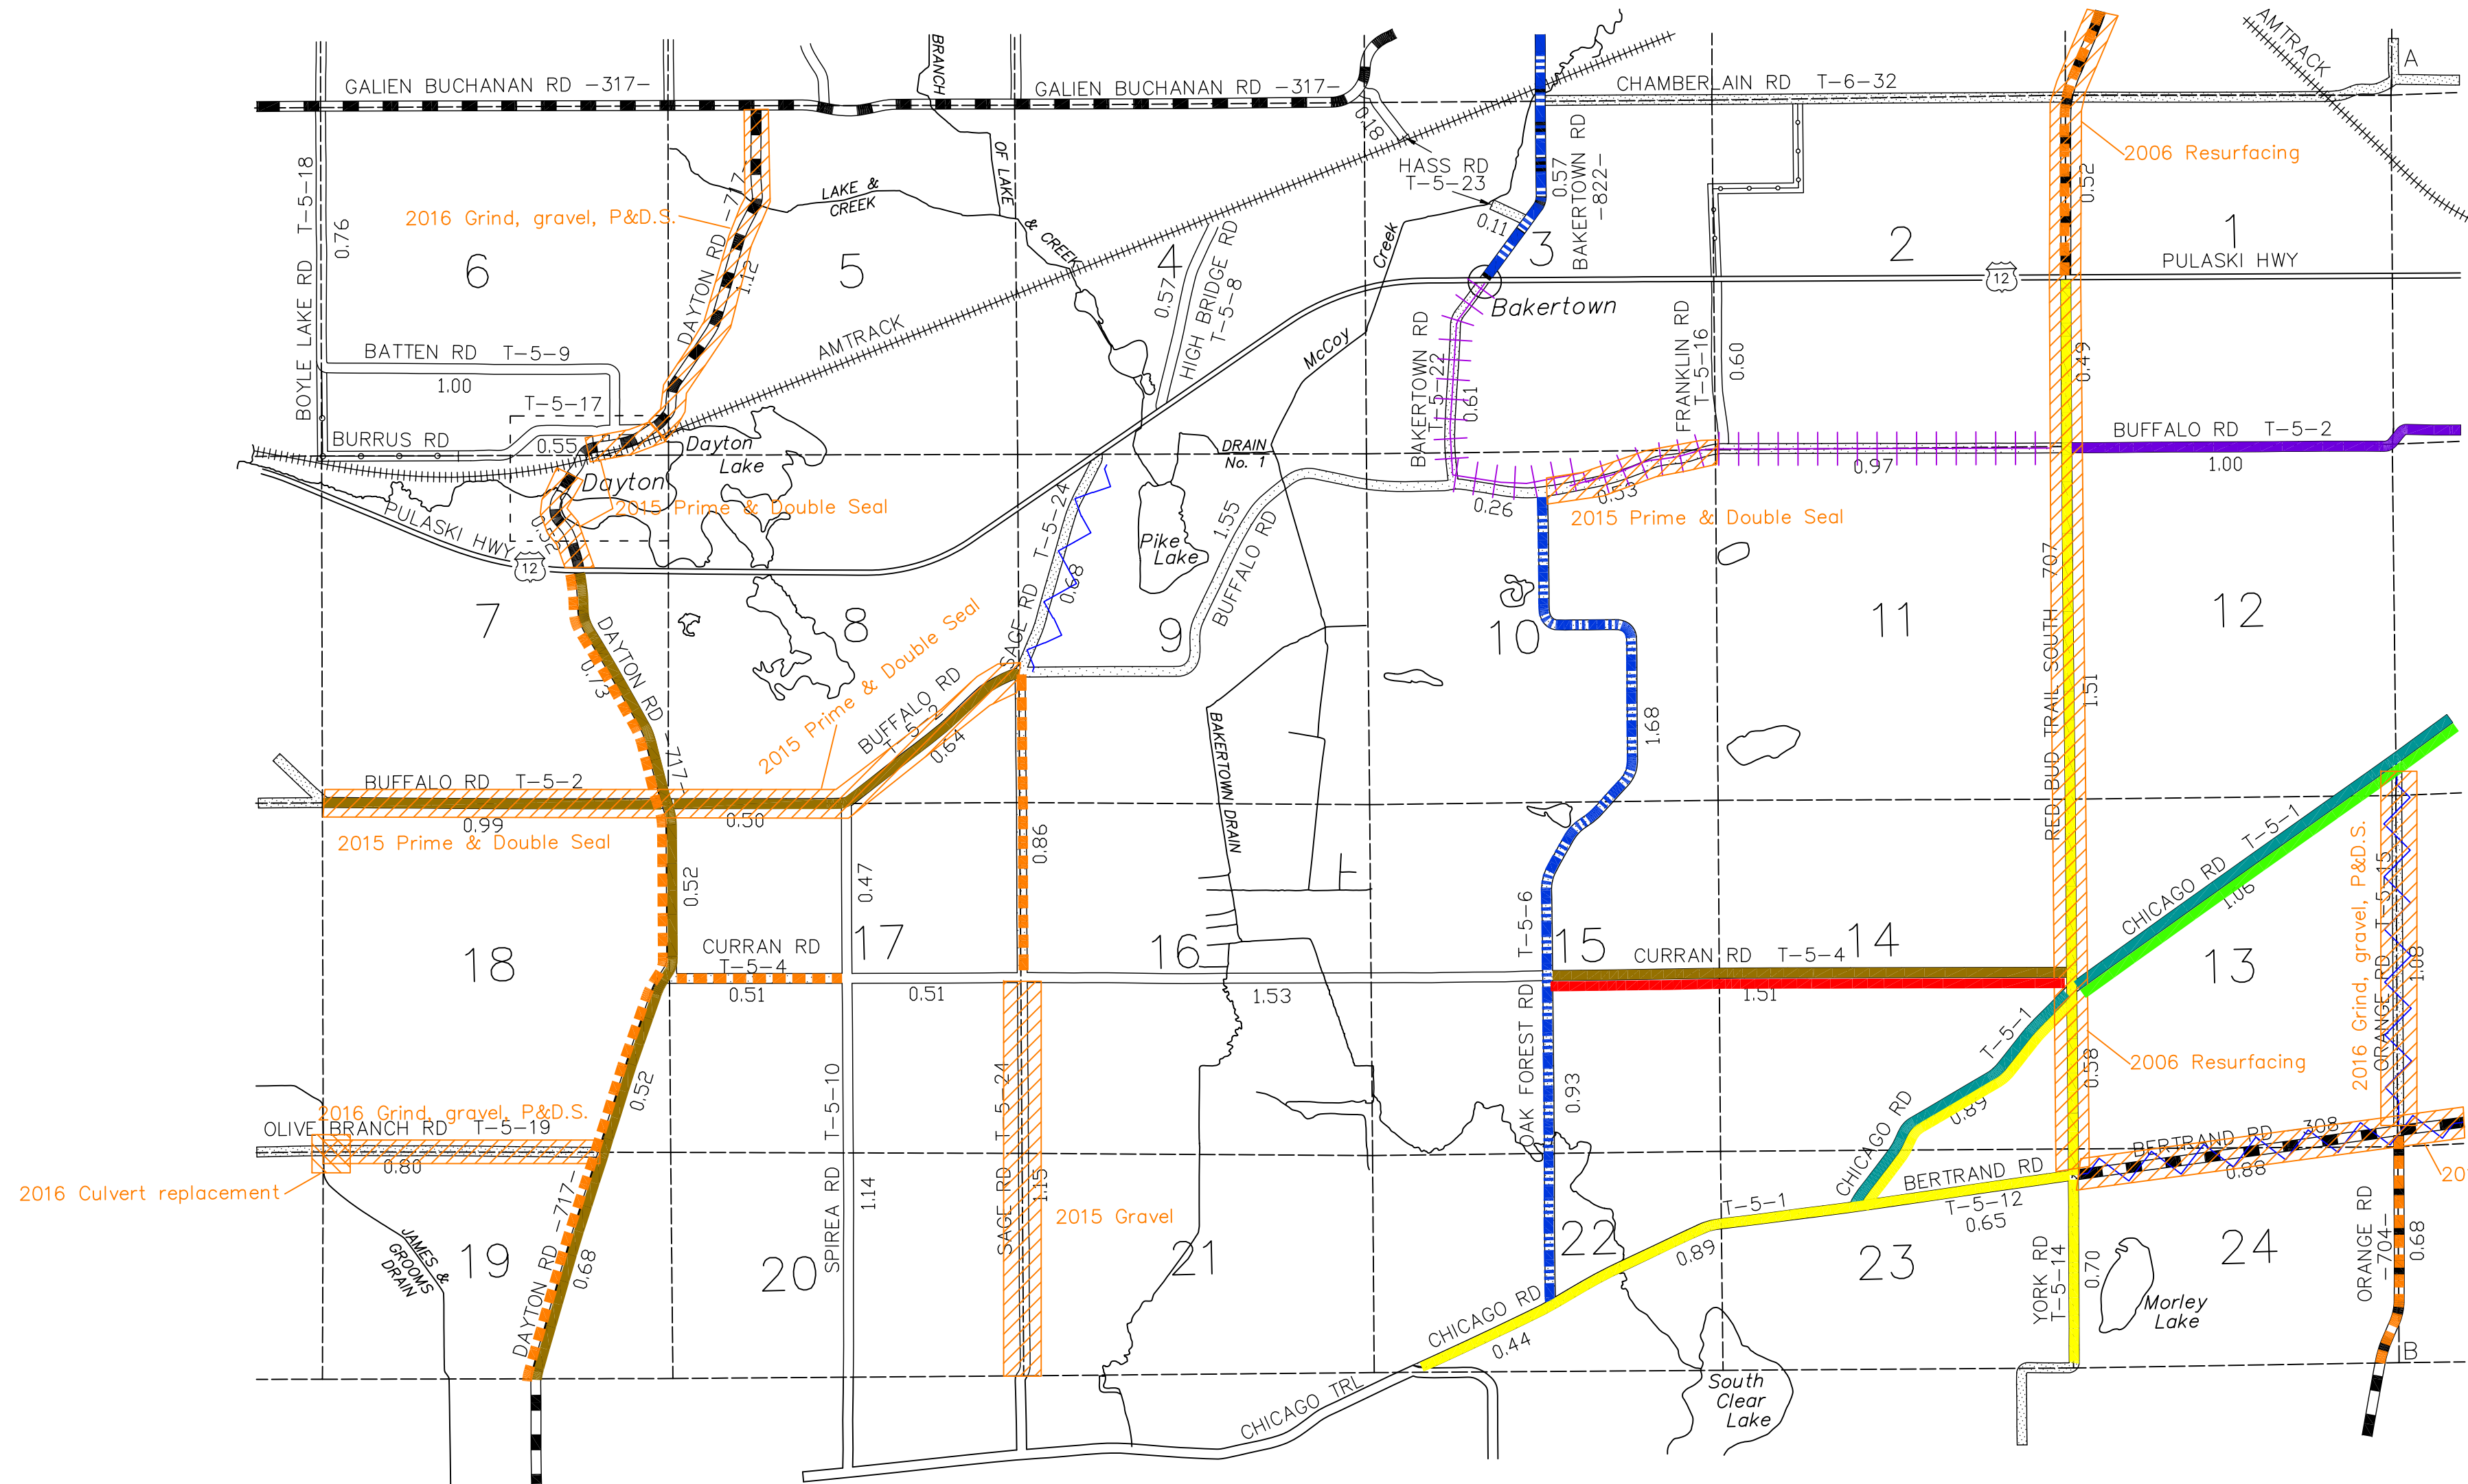 AMTRACK
BRANCH
GALIEN BUCHANAN RD -317-
GALIEN BUCHANAN RD -317-
CHAMBERLAIN RD T-6-32
A
0.18
2006 Resurfacing
BOYLE LAKE RD T-5-18
0.76
OF LAKE
& CREEK
HASS RD
T-5-23
0.11
0.57
BAKERTOWN RD
-822-
0.52
LAKE &
CREEK
2016 Grind, gravel, P&D.S.
DAYTON RD -717-
1.12
6
5
4
3
2
1
Creek
PULASKI HWY
12
Bakertown
0.57
HIGH BRIDGE RD
T-5-8
AMTRACK
McCoy
BATTEN RD T-5-9
1.00
BAKERTOWN RD
T-5-22
0.61
FRANKLIN RD
T-5-16
0.60
0.49
T-5-17
BURRUS RD
0.55
Dayton
Lake
DRAIN
No. 1
BUFFALO RD T-5-2
1.00
0.97
Dayton
2015 Prime & Double Seal
0.26
0.53
2015 Prime & Double Seal
PULASKI HWY
12
0.52
SAGE RD T-5-24
0.68
Pike
Lake
1.55
BUFFALO RD
7
8
9
10
11
12
DAYTON RD -717-
0.73
2015 Prime & Double Seal
BUFFALO RD
T-5-2
0.64
BAKERTOWN DRAIN
1.68
RED BUD TRAIL SOUTH 707
1.51
BUFFALO RD T-5-2
0.99
0.50
2015 Prime & Double Seal
0.52
0.47
0.86
CHICAGO RD T-5-1
1.06
2016 Grind, gravel, P&D.S.
ORANGE RD T-5-15
1.08
18
17
16
15
14
13
CURRAN RD
T-5-4
0.51
0.51
1.53
CURRAN RD T-5-4
1.51
OAK FOREST RD T-5-6
0.93
T-5-1
CHICAGO RD
0.89
0.58
2006 Resurfacing
0.52
2016 Grind, gravel, P&D.S.
OLIVE BRANCH RD T-5-19
0.80
2016 Culvert replacement
SPIREA RD T-5-10
1.14
SAGE RD T-5-24
1.15
2015 Gravel
BERTRAND RD 308
0.88
20
BERTRAND RD
T-5-12
0.65
T-5-1
0.89
JAMES &
GROOMS
DRAIN
DAYTON RD -717-
0.68
19
20
21
22
23
24
YORK RD
T-5-14
0.70
Morley
Lake
ORANGE RD
-704-
0.68
B
CHICAGO RD
0.44
CHICAGO TRL
South
Clear
Lake